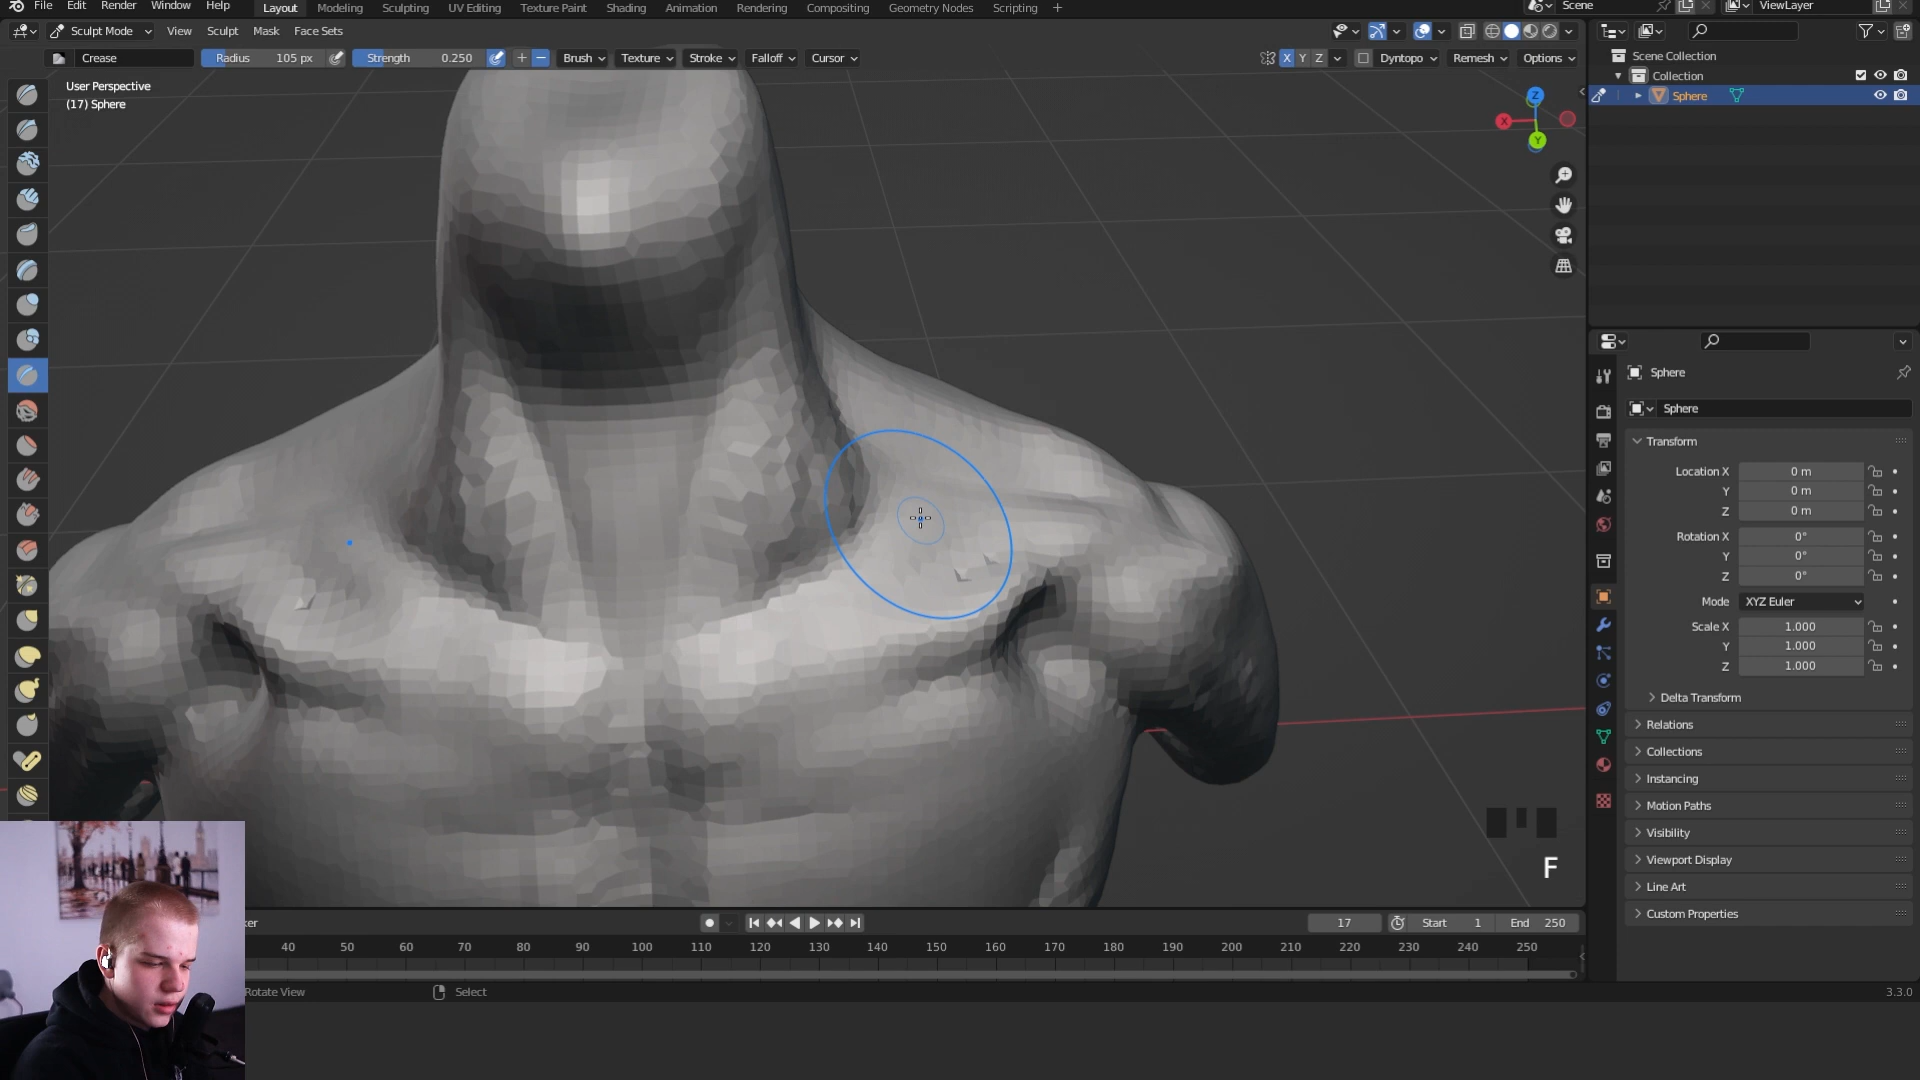 File Edit Render Window Help Layout Modeling Sculpting UV Editing Texture Paint Shading Animation Rendering Compositing Geometry Nodes Scripting + Scene ViewLayer
Sculpt Mode View Sculpt Mask Face Sets
Crease Radius 105 px Strength 0.250 Brush Texture Stroke Falloff Cursor X Y Z Dyntopo Remesh Options
User Perspective
(17) Sphere
Z
X
Y
Scene Collection
Collection
Sphere
Sphere
Sphere
Transform
Location X 0 m
Y 0 m
Z 0 m
Rotation X 0°
Y 0°
Z 0°
Mode XYZ Euler
Scale X 1.000
Y 1.000
Z 1.000
Delta Transform
Relations
Collections
Instancing
Motion Paths
Visibility
Viewport Display
Line Art
Custom Properties
F
ker 17 Start 1 End 250
40 50 60 70 80 90 100 110 120 130 140 150 160 170 180 190 200 210 220 230 240 250
Rotate View Select 3.3.0